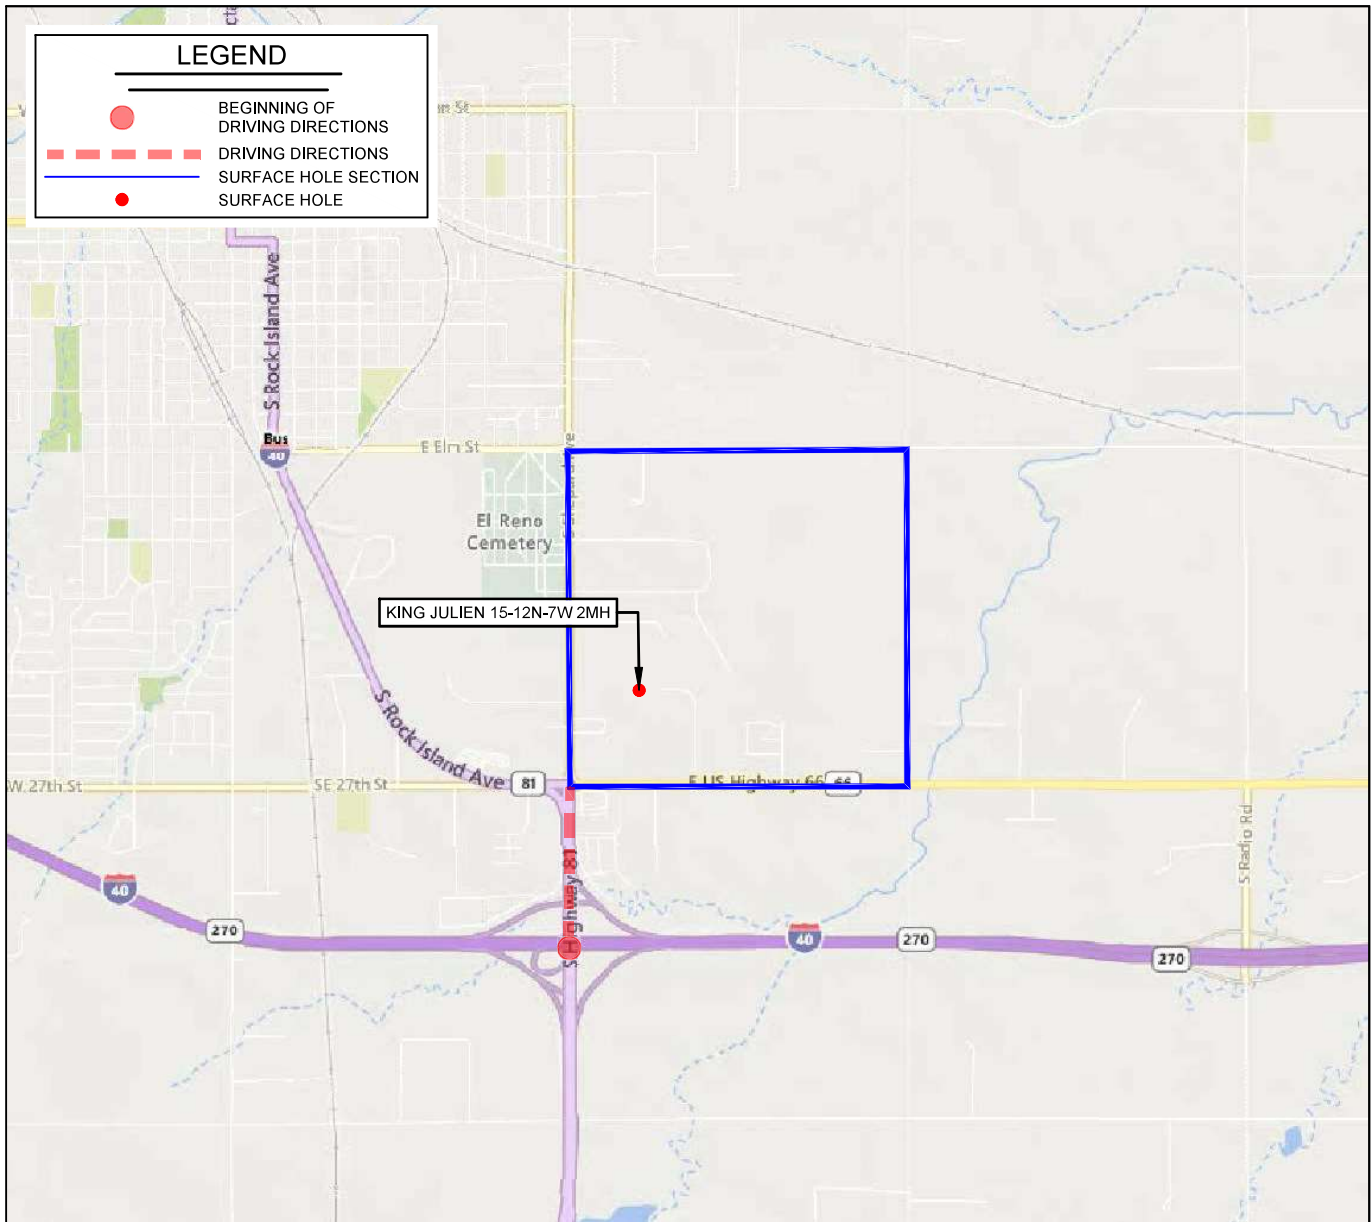 LEGEND
BEGINNING OF
DRIVING DIRECTIONS
DRIVING DIRECTIONS
SURFACE HOLE SECTION
SURFACE HOLE
St
S Rock Island Ave
Bus
40
E Elm St
El Reno
Cemetery
KING JULIEN 15-12N-7W 2MH
S Rock Island Ave
81
W 27th St
SE 27th St
E US Highway 66
66
S Highway 81
S Radio Rd
40
270
40
270
270